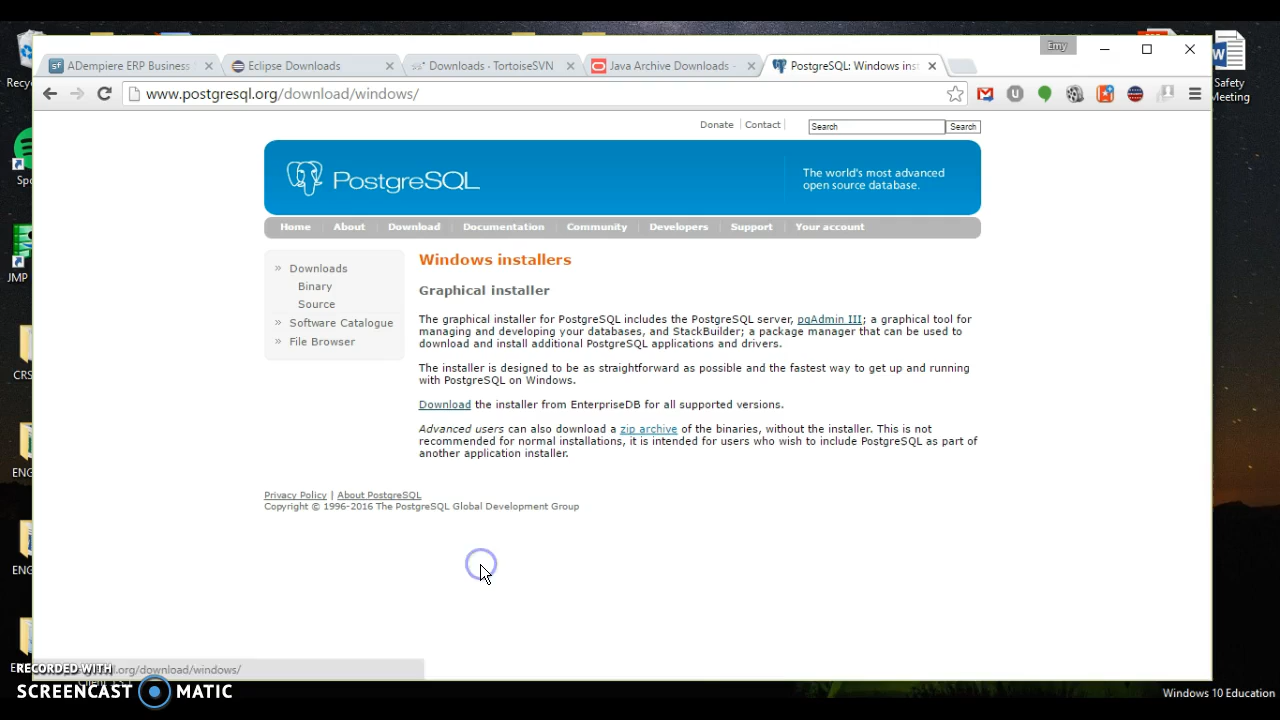 Emy
ADempiere ERP Business
Eclipse Downloads
Downloads · TortoiseSVN
Java Archive Downloads -
PostgreSQL: Windows ins
www.postgresql.org/download/windows/
Donate | Contact |
Search Search
PostgreSQL
The world's most advanced
open source database.
Home | About | Download | Documentation | Community | Developers | Support | Your account
» Downloads
Binary
Source
» Software Catalogue
» File Browser
Windows installers
Graphical installer
The graphical installer for PostgreSQL includes the PostgreSQL server, pgAdmin III; a graphical tool for
managing and developing your databases, and StackBuilder; a package manager that can be used to
download and install additional PostgreSQL applications and drivers.
The installer is designed to be as straightforward as possible and the fastest way to get up and running
with PostgreSQL on Windows.
Download the installer from EnterpriseDB for all supported versions.
Advanced users can also download a zip archive of the binaries, without the installer. This is not
recommended for normal installations, it is intended for users who wish to include PostgreSQL as part of
another application installer.
Privacy Policy | About PostgreSQL
Copyright © 1996-2016 The PostgreSQL Global Development Group
Recy
Spo
JMP
CRS
ENG
ENG
Safety
Meeting
l.org/download/windows/
RECORDED WITH
SCREENCAST MATIC
Windows 10 Education